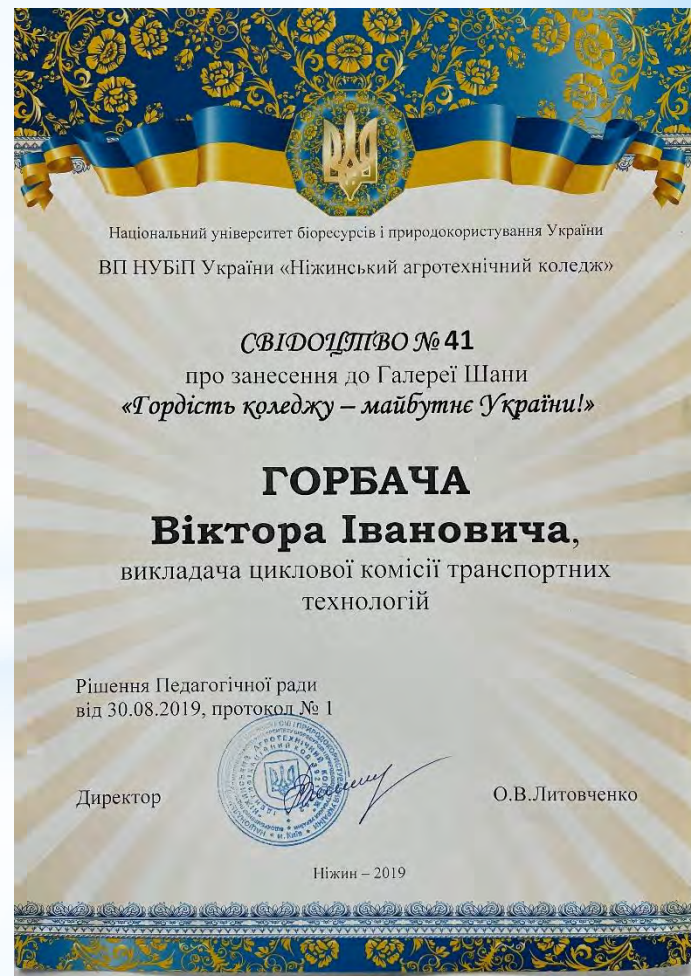 Національний університет біоресурсів і природокористування України
ВП НУБіП України «Ніжинський агротехнічний коледж»
СВІДОЦТВО № 41
про занесення до Галереї Шани
«Гордість коледжу – майбутнє України!»
ГОРБАЧА
Віктора Івановича,
викладача циклової комісії транспортних
технологій
Рішення Педагогічної ради
від 30.08.2019, протокол № 1
Директор
О.В.Литовченко
Ніжин – 2019